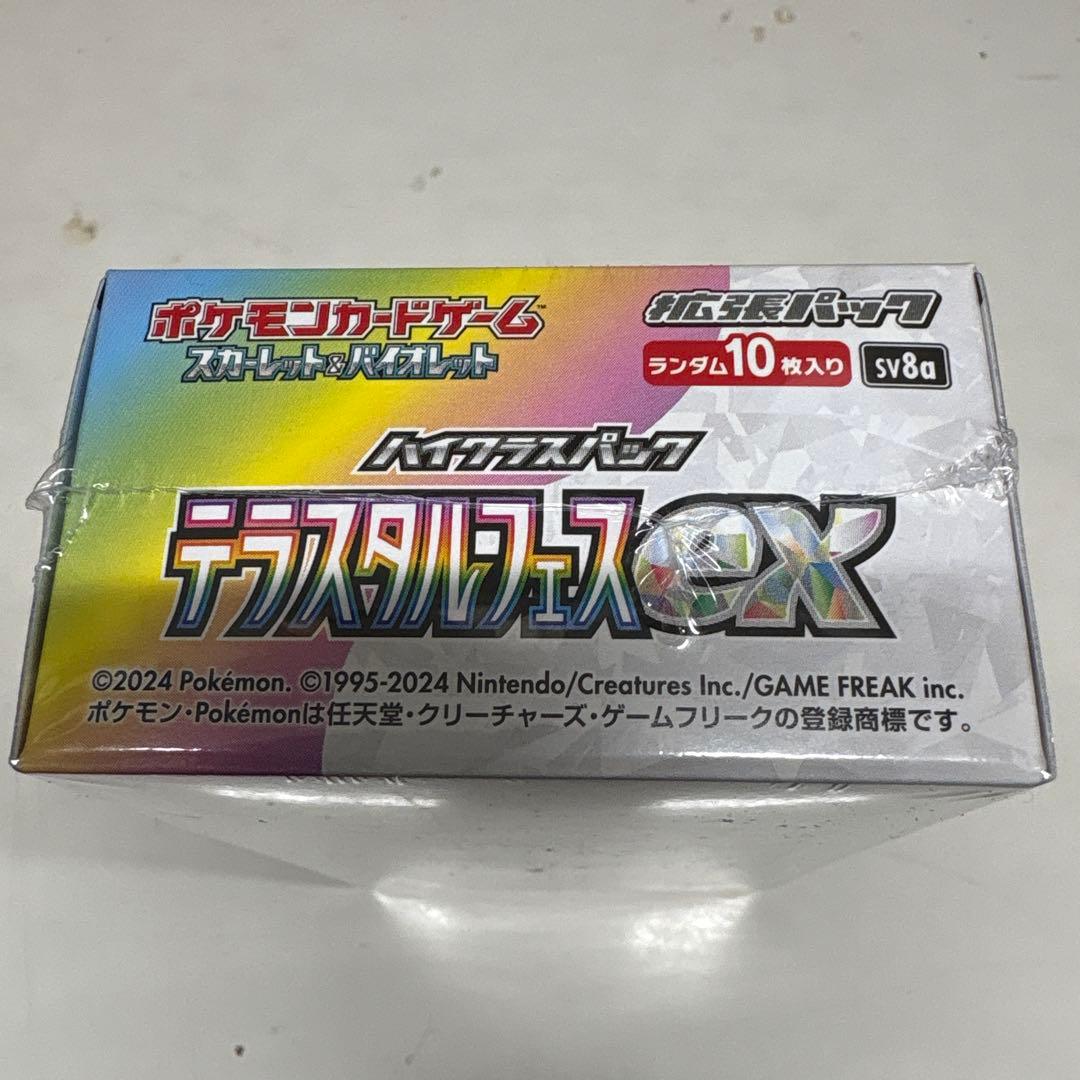 ポケモンカードゲーム™
スカーレット&バイオレット
拡張パック
ランダム10枚入り
sv8a
ハイクラスパック
テラスタルフェスex
©2024 Pokémon. ©1995-2024 Nintendo/Creatures Inc./GAME FREAK inc.
ポケモン・Pokémonは任天堂・クリーチャーズ・ゲームフリークの登録商標です。